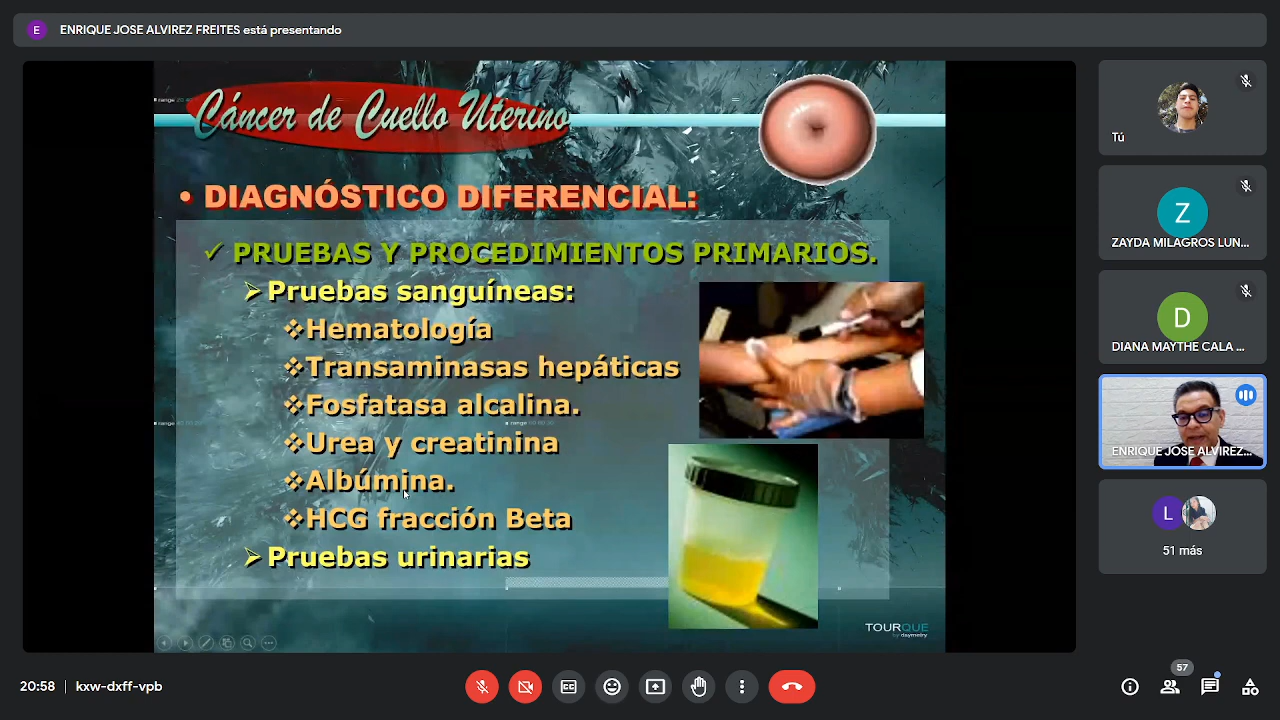 E ENRIQUE JOSE ALVIREZ FREITES está presentando
Cáncer de Cuello Uterino
• DIAGNÓSTICO DIFERENCIAL:
✓ PRUEBAS Y PROCEDIMIENTOS PRIMARIOS.
➢ Pruebas sanguíneas:
❖Hematología
❖Transaminasas hepáticas
❖Fosfatasa alcalina.
❖Urea y creatinina
❖Albúmina.
❖HCG fracción Beta
➢ Pruebas urinarias
TOURQUE
by daymetry
Tú
Z
ZAYDA MILAGROS LUN...
D
DIANA MAYTHE CALA ...
ENRIQUE JOSE ALVIREZ...
L
51 más
20:58 | kxw-dxff-vpb
57